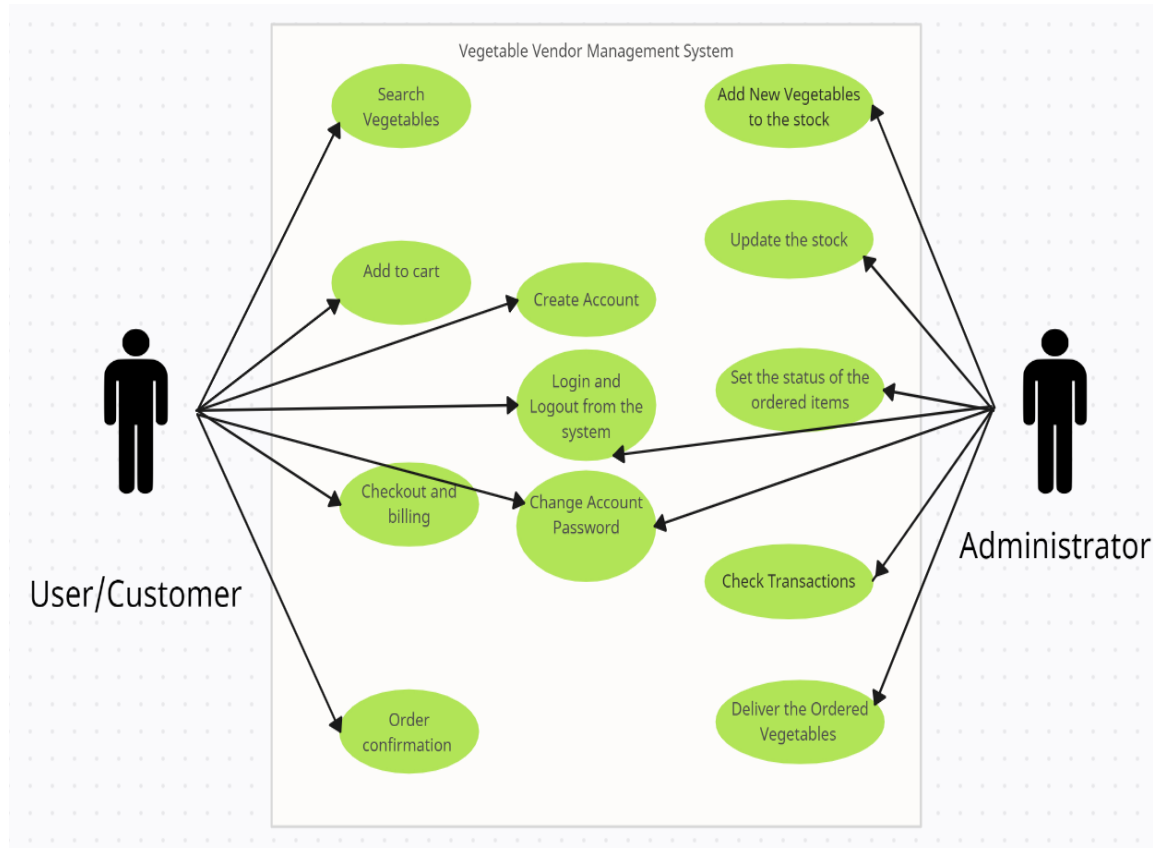 Vegetable Vendor Management System
Search
Vegetables
Add New Vegetables
to the stock
Update the stock
Add to cart
Create Account
Login and
Logout from the
system
Set the status of the
ordered items
Checkout and
billing
Change Account
Password
Administrator
Check Transactions
User/Customer
Deliver the Ordered
Vegetables
Order
confirmation